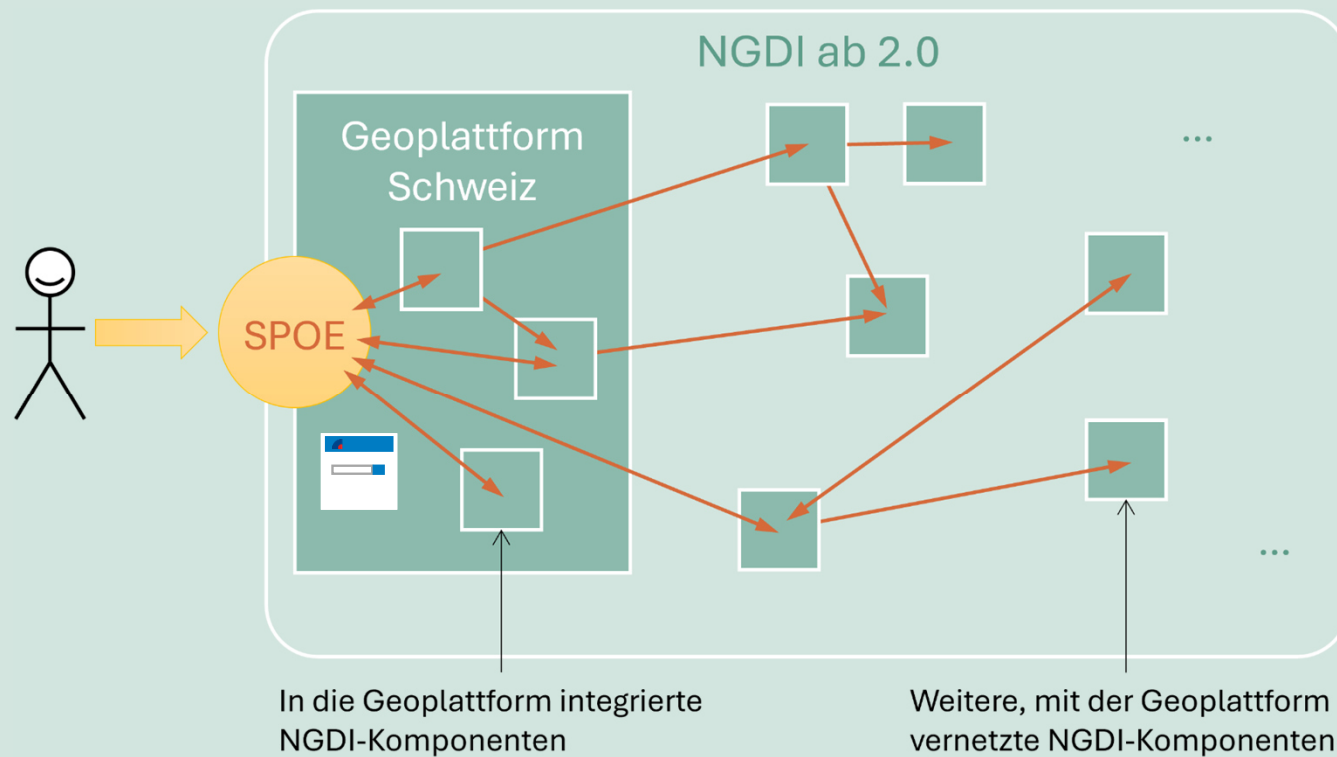 NGDI ab 2.0
Geoplattform
Schweiz
...
SPOE
...
In die Geoplattform integrierte
NGDI-Komponenten
Weitere, mit der Geoplattform
vernetzte NGDI-Komponenten